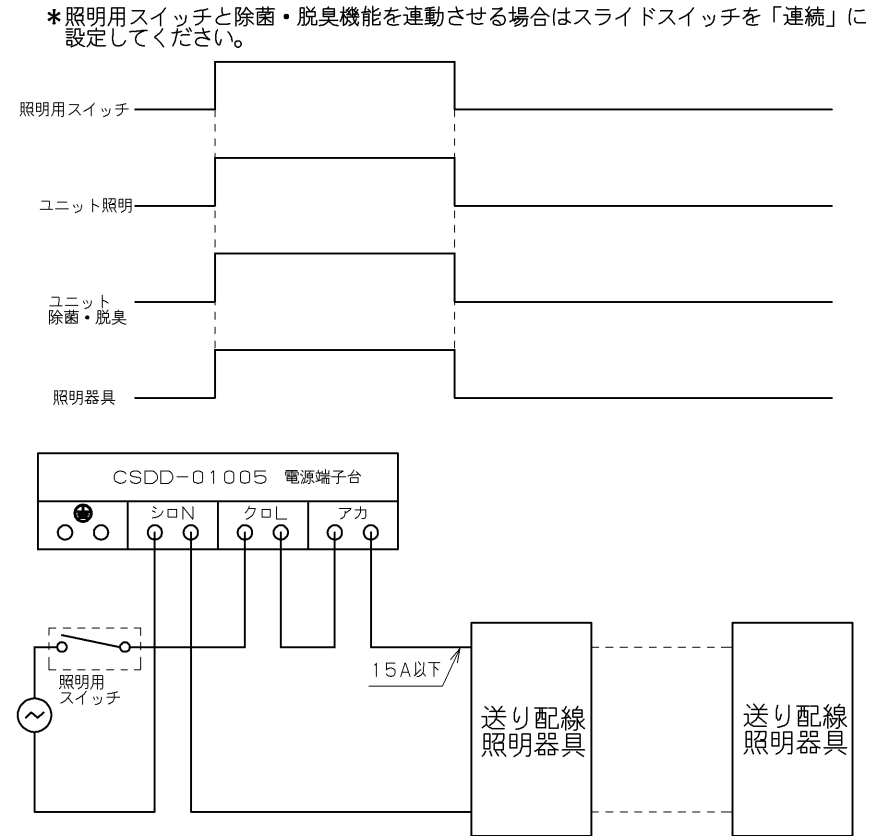 ＊照明用スイッチと除菌・脱臭機能を連動させる場合はスライドスイッチを「連続」に
設定してください。
照明用スイッチ
ユニット照明
ユニット
除菌・脱臭
照明器具
CSDD-01005 電源端子台
シロN
クロL
アカ
照明用
スイッチ
15A以下
送り配線
照明器具
送り配線
照明器具